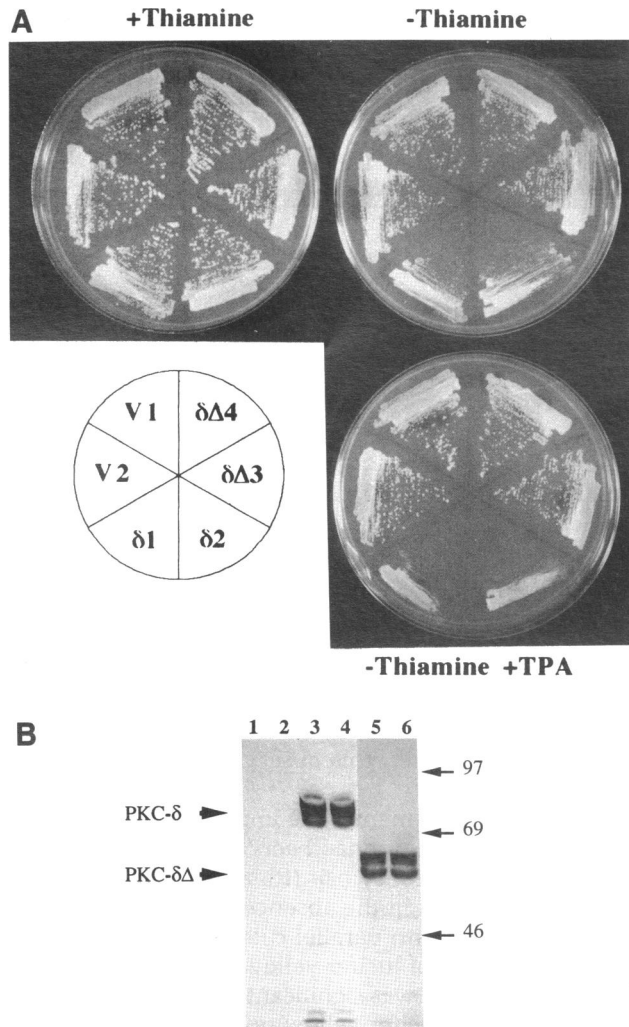 A
+Thiamine -Thiamine
V 1 δΔ4
V 2 δΔ3
δ1 δ2
-Thiamine +TPA
B
1 2 3 4 5 6
97
PKC-δ
69
PKC-δΔ
46